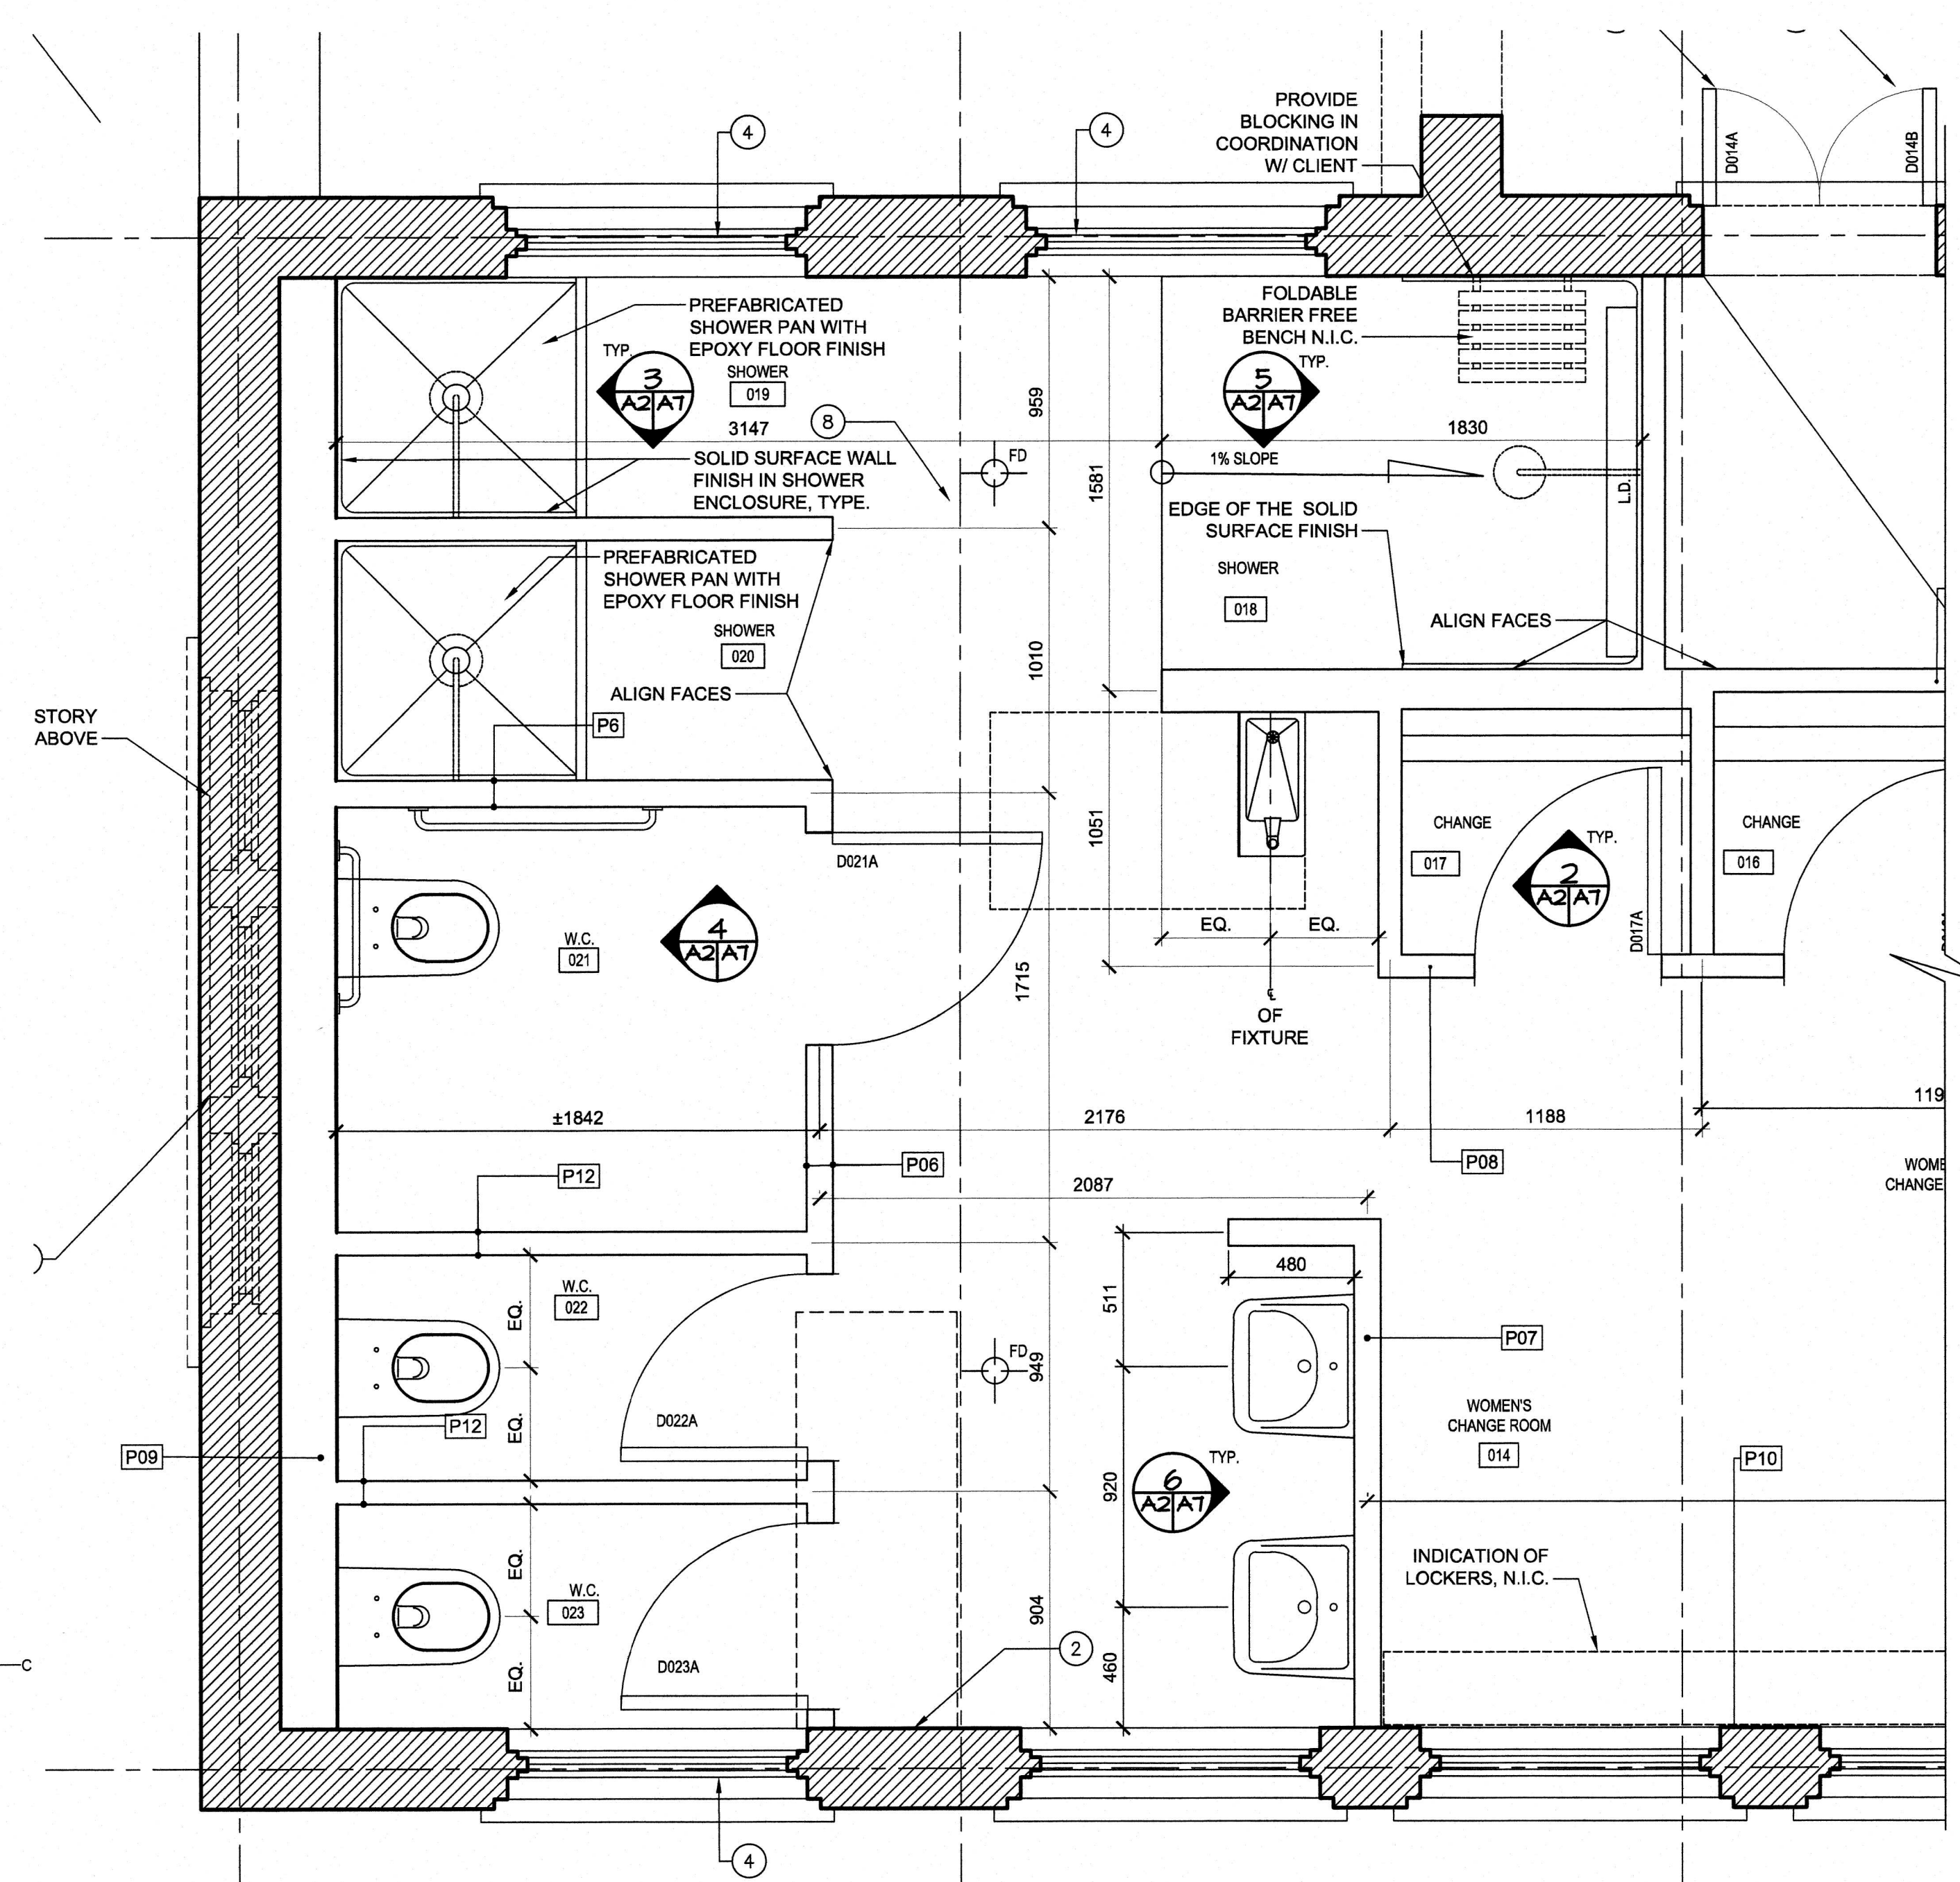 4
4
PROVIDE
BLOCKING IN
COORDINATION
W/ CLIENT
D014A
D014B
PREFABRICATED
SHOWER PAN WITH
EPOXY FLOOR FINISH
TYP.
3
A2 A7
SHOWER
019
3147
8
959
FD
SOLID SURFACE WALL
FINISH IN SHOWER
ENCLOSURE, TYPE.
FOLDABLE
BARRIER FREE
BENCH N.I.C.
5
A2 A7
TYP.
1830
1% SLOPE
1581
L.D.
EDGE OF THE SOLID
SURFACE FINISH
SHOWER
018
ALIGN FACES
PREFABRICATED
SHOWER PAN WITH
EPOXY FLOOR FINISH
SHOWER
020
1010
ALIGN FACES
P6
STORY
ABOVE
D021A
1051
CHANGE
017
TYP.
2
A2 A7
CHANGE
016
D017A
4
A2 A7
W.C.
021
EQ.
EQ.
1715
℄
OF
FIXTURE
±1842
2176
1188
119
P12
P06
P08
WOME
CHANGE
2087
480
511
W.C.
022
EQ.
EQ.
FD
949
P07
D022A
P12
P09
WOMEN'S
CHANGE ROOM
014
P10
TYP.
6
A2 A7
920
INDICATION OF
LOCKERS, N.I.C.
EQ.
W.C.
023
EQ.
904
D023A
2
460
C
4